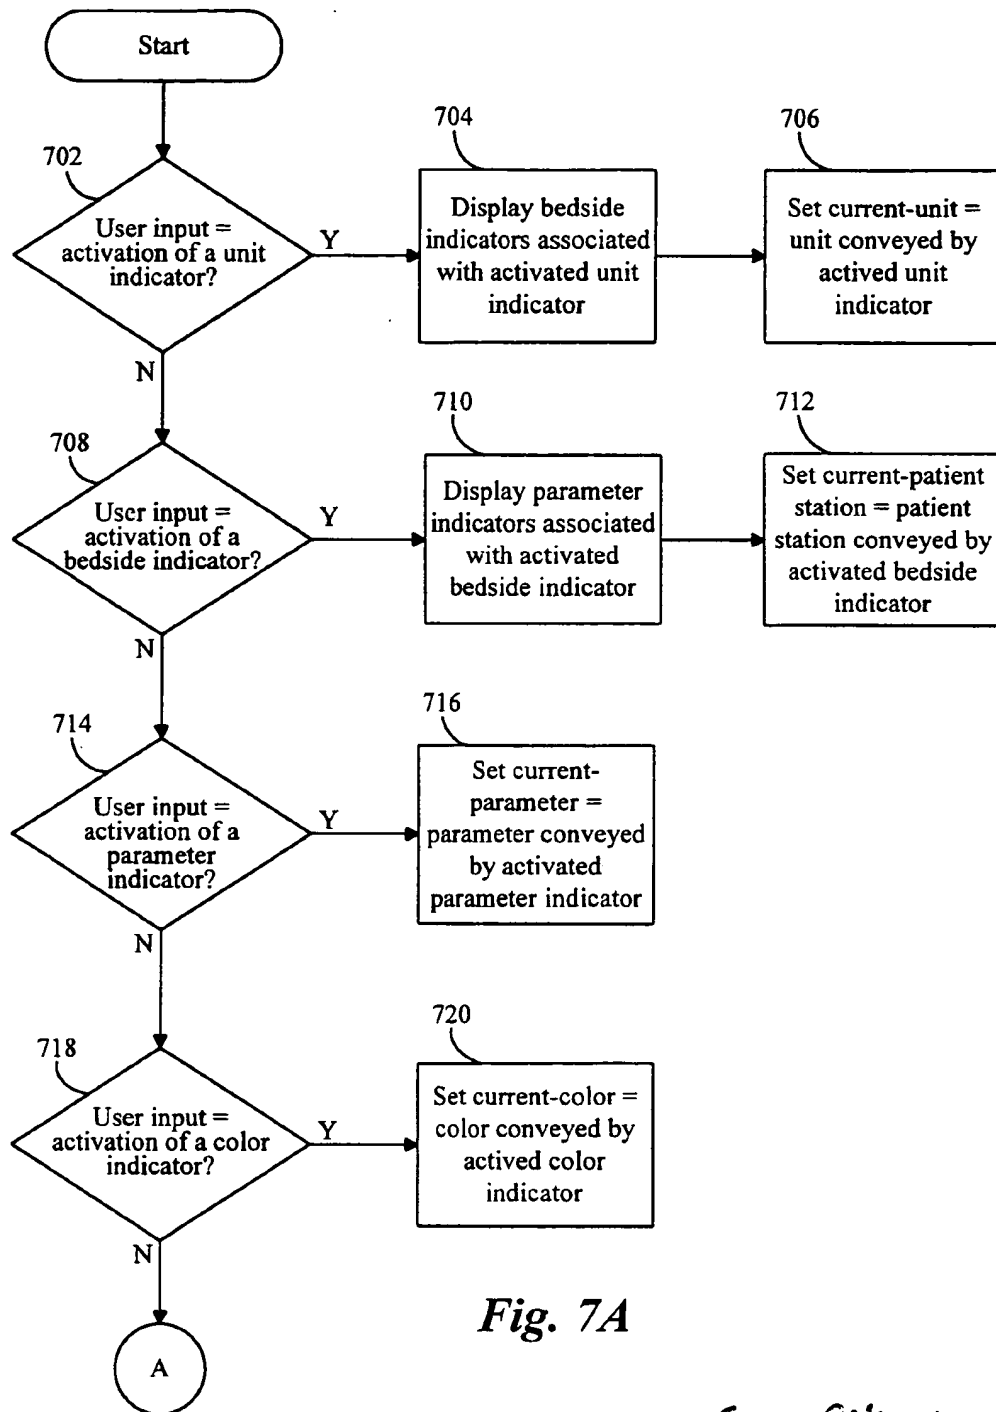 Start
702
User input =
activation of a unit
indicator?
Y
N
704
Display bedside
indicators associated
with activated unit
indicator
706
Set current-unit =
unit conveyed by
actived unit
indicator
708
User input =
activation of a
bedside indicator?
Y
N
710
Display parameter
indicators associated
with activated
bedside indicator
712
Set current-patient
station = patient
station conveyed by
activated bedside
indicator
714
User input =
activation of a
parameter
indicator?
Y
N
716
Set current-
parameter =
parameter conveyed
by activated
parameter indicator
718
User input =
activation of a color
indicator?
Y
N
720
Set current-color =
color conveyed by
actived color
indicator
A
Fig. 7A